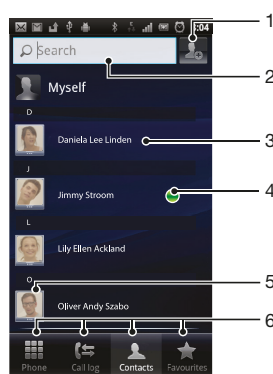 :04
1
Search
2
Myself
D
Daniela Lee Linden
3
J
Jimmy Stroom
4
L
Lily Ellen Ackland
O
5
Oliver Andy Szabo
6
Phone Call log Contacts Favourites